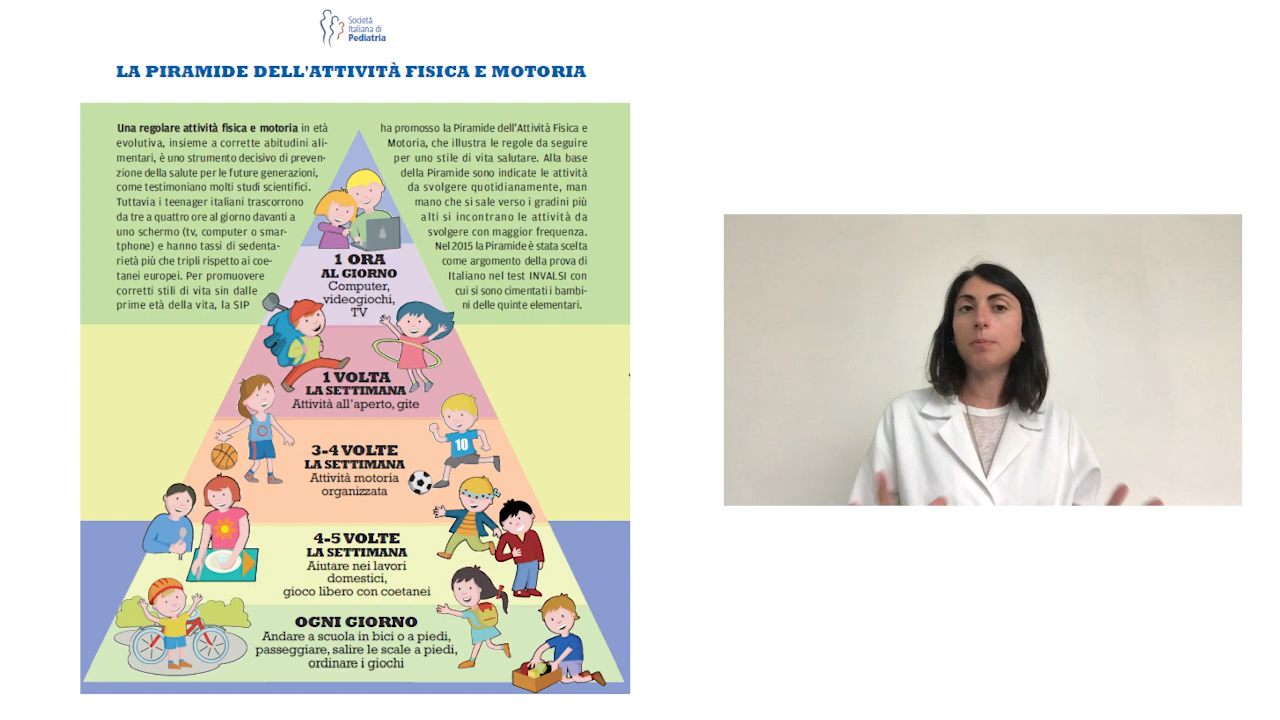 Società
Italiana di
Pediatria
LA PIRAMIDE DELL'ATTIVITÀ FISICA E MOTORIA
Una regolare attività fisica e motoria in età
evolutiva, insieme a corrette abitudini ali-
mentari, è uno strumento decisivo di preven-
zione della salute per le future generazioni,
come testimoniano molti studi scientifici.
Tuttavia i teenager italiani trascorrono
da tre a quattro ore al giorno davanti a
uno schermo (tv, computer o smar-
tphone) e hanno tassi di sedenta-
rietà più che tripli rispetto ai coe-
tanei europei. Per promuovere
corretti stili di vita sin dalle
prime età della vita, la SIP
ha promosso la Piramide dell'Attività Fisica e
Motoria, che illustra le regole da seguire
per uno stile di vita salutare. Alla base
della Piramide sono indicate le attività
da svolgere quotidianamente, man
mano che si sale verso i gradini più
alti si incontrano le attività da
svolgere con maggior frequenza.
Nel 2015 la Piramide è stata scelta
come argomento della prova di
Italiano nel test INVALSI con
cui si sono cimentati i bambi-
ni delle quinte elementari.
1 ORA
AL GIORNO
Computer,
videogiochi,
TV
1 VOLTA
LA SETTIMANA
Attività all'aperto, gite
10
3-4 VOLTE
LA SETTIMANA
Attività motoria
organizzata
4-5 VOLTE
LA SETTIMANA
Aiutare nei lavori
domestici,
gioco libero con coetanei
OGNI GIORNO
Andare a scuola in bici o a piedi,
passeggiare, salire le scale a piedi,
ordinare i giochi